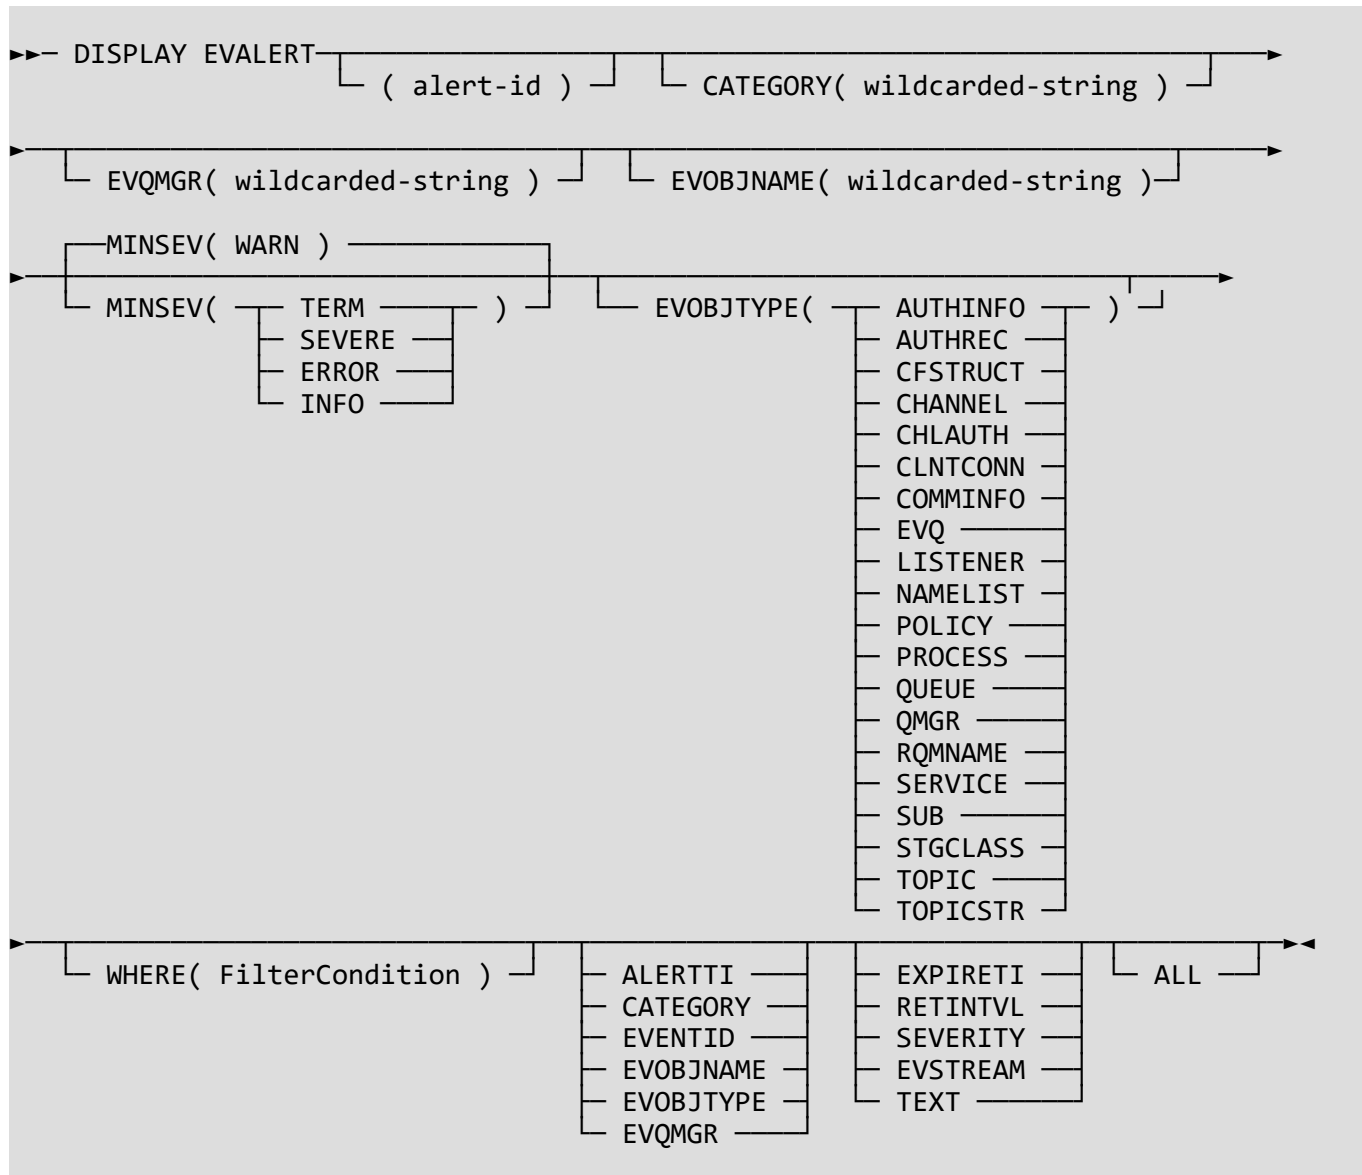 DISPLAY EVALERT
( alert-id ) CATEGORY( wildcarded-string )
EVQMGR( wildcarded-string ) EVOBJNAME( wildcarded-string )
MINSEV( WARN )
MINSEV( TERM ) EVOBJTYPE( AUTHINFO )
SEVERE AUTHREC
ERROR CFSTRUCT
INFO CHANNEL
CHLAUTH
CLNTCONN
COMMINFO
EVQ
LISTENER
NAMELIST
POLICY
PROCESS
QUEUE
QMGR
RQMNAME
SERVICE
SUB
STGCLASS
TOPIC
TOPICSTR
WHERE( FilterCondition ) ALERTTI EXPIRETI ALL
CATEGORY RETINTVL
EVENTID SEVERITY
EVOBJNAME EVSTREAM
EVOBJTYPE TEXT
EVQMGR